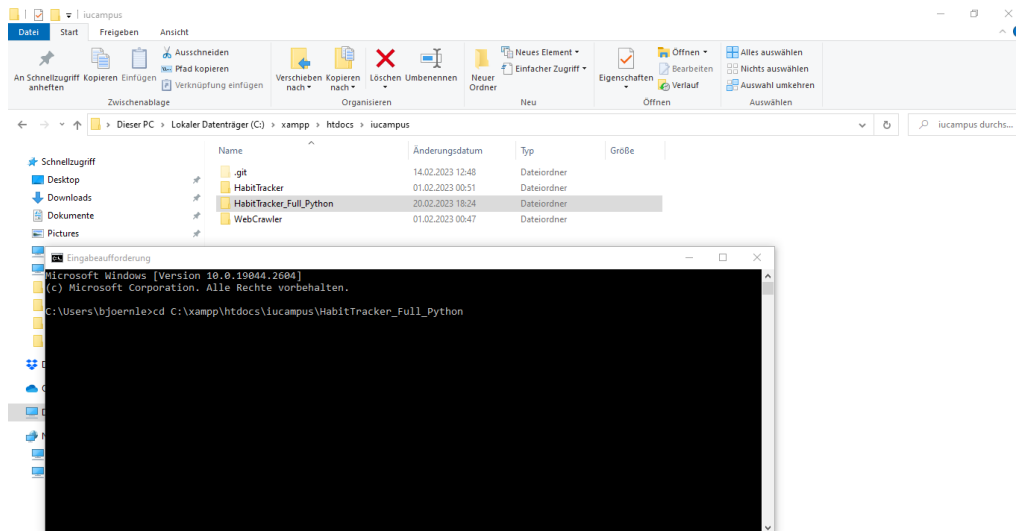 iucampus
Datei Start Freigeben Ansicht
An Schnellzugriff anheften
Kopieren
Einfügen
Ausschneiden
Pfad kopieren
Verknüpfung einfügen
Zwischenablage
Verschieben nach
Kopieren nach
Löschen
Umbenennen
Organisieren
Neuer Ordner
Neues Element
Einfacher Zugriff
Neu
Eigenschaften
Öffnen
Bearbeiten
Verlauf
Öffnen
Alles auswählen
Nichts auswählen
Auswahl umkehren
Auswählen
Dieser PC > Lokaler Datenträger (C:) > xampp > htdocs > iucampus
iucampus durchs...
Schnellzugriff
Desktop
Downloads
Dokumente
Pictures
Name Änderungsdatum Typ Größe
.git 14.02.2023 12:48 Dateiordner
HabitTracker 01.02.2023 00:51 Dateiordner
HabitTracker_Full_Python 20.02.2023 18:24 Dateiordner
WebCrawler 01.02.2023 00:47 Dateiordner
Eingabeaufforderung
Microsoft Windows [Version 10.0.19044.2604]
(c) Microsoft Corporation. Alle Rechte vorbehalten.
C:\Users\bjoernle>cd C:\xampp\htdocs\iucampus\HabitTracker_Full_Python